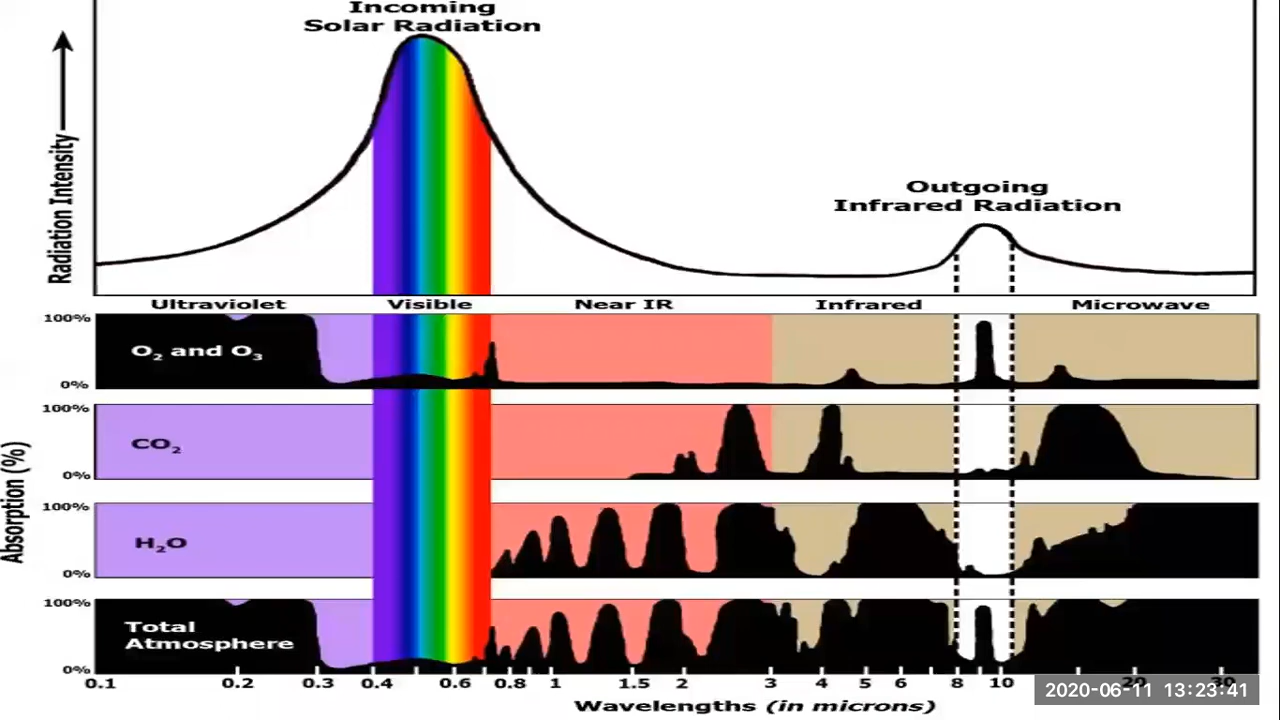 Incoming
Solar Radiation
Radiation Intensity
Outgoing
Infrared Radiation
Ultraviolet Visible Near IR Infrared Microwave
100%
O₂ and O₃
0%
100%
CO₂
0%
Absorption (%)
100%
H₂O
0%
100%
Total
Atmosphere
0%
0.1 0.2 0.3 0.4 0.6 0.8 1 1.5 2 3 4 5 6 8 10 20 30
Wavelengths (in microns)
2020-06-11 13:23:41